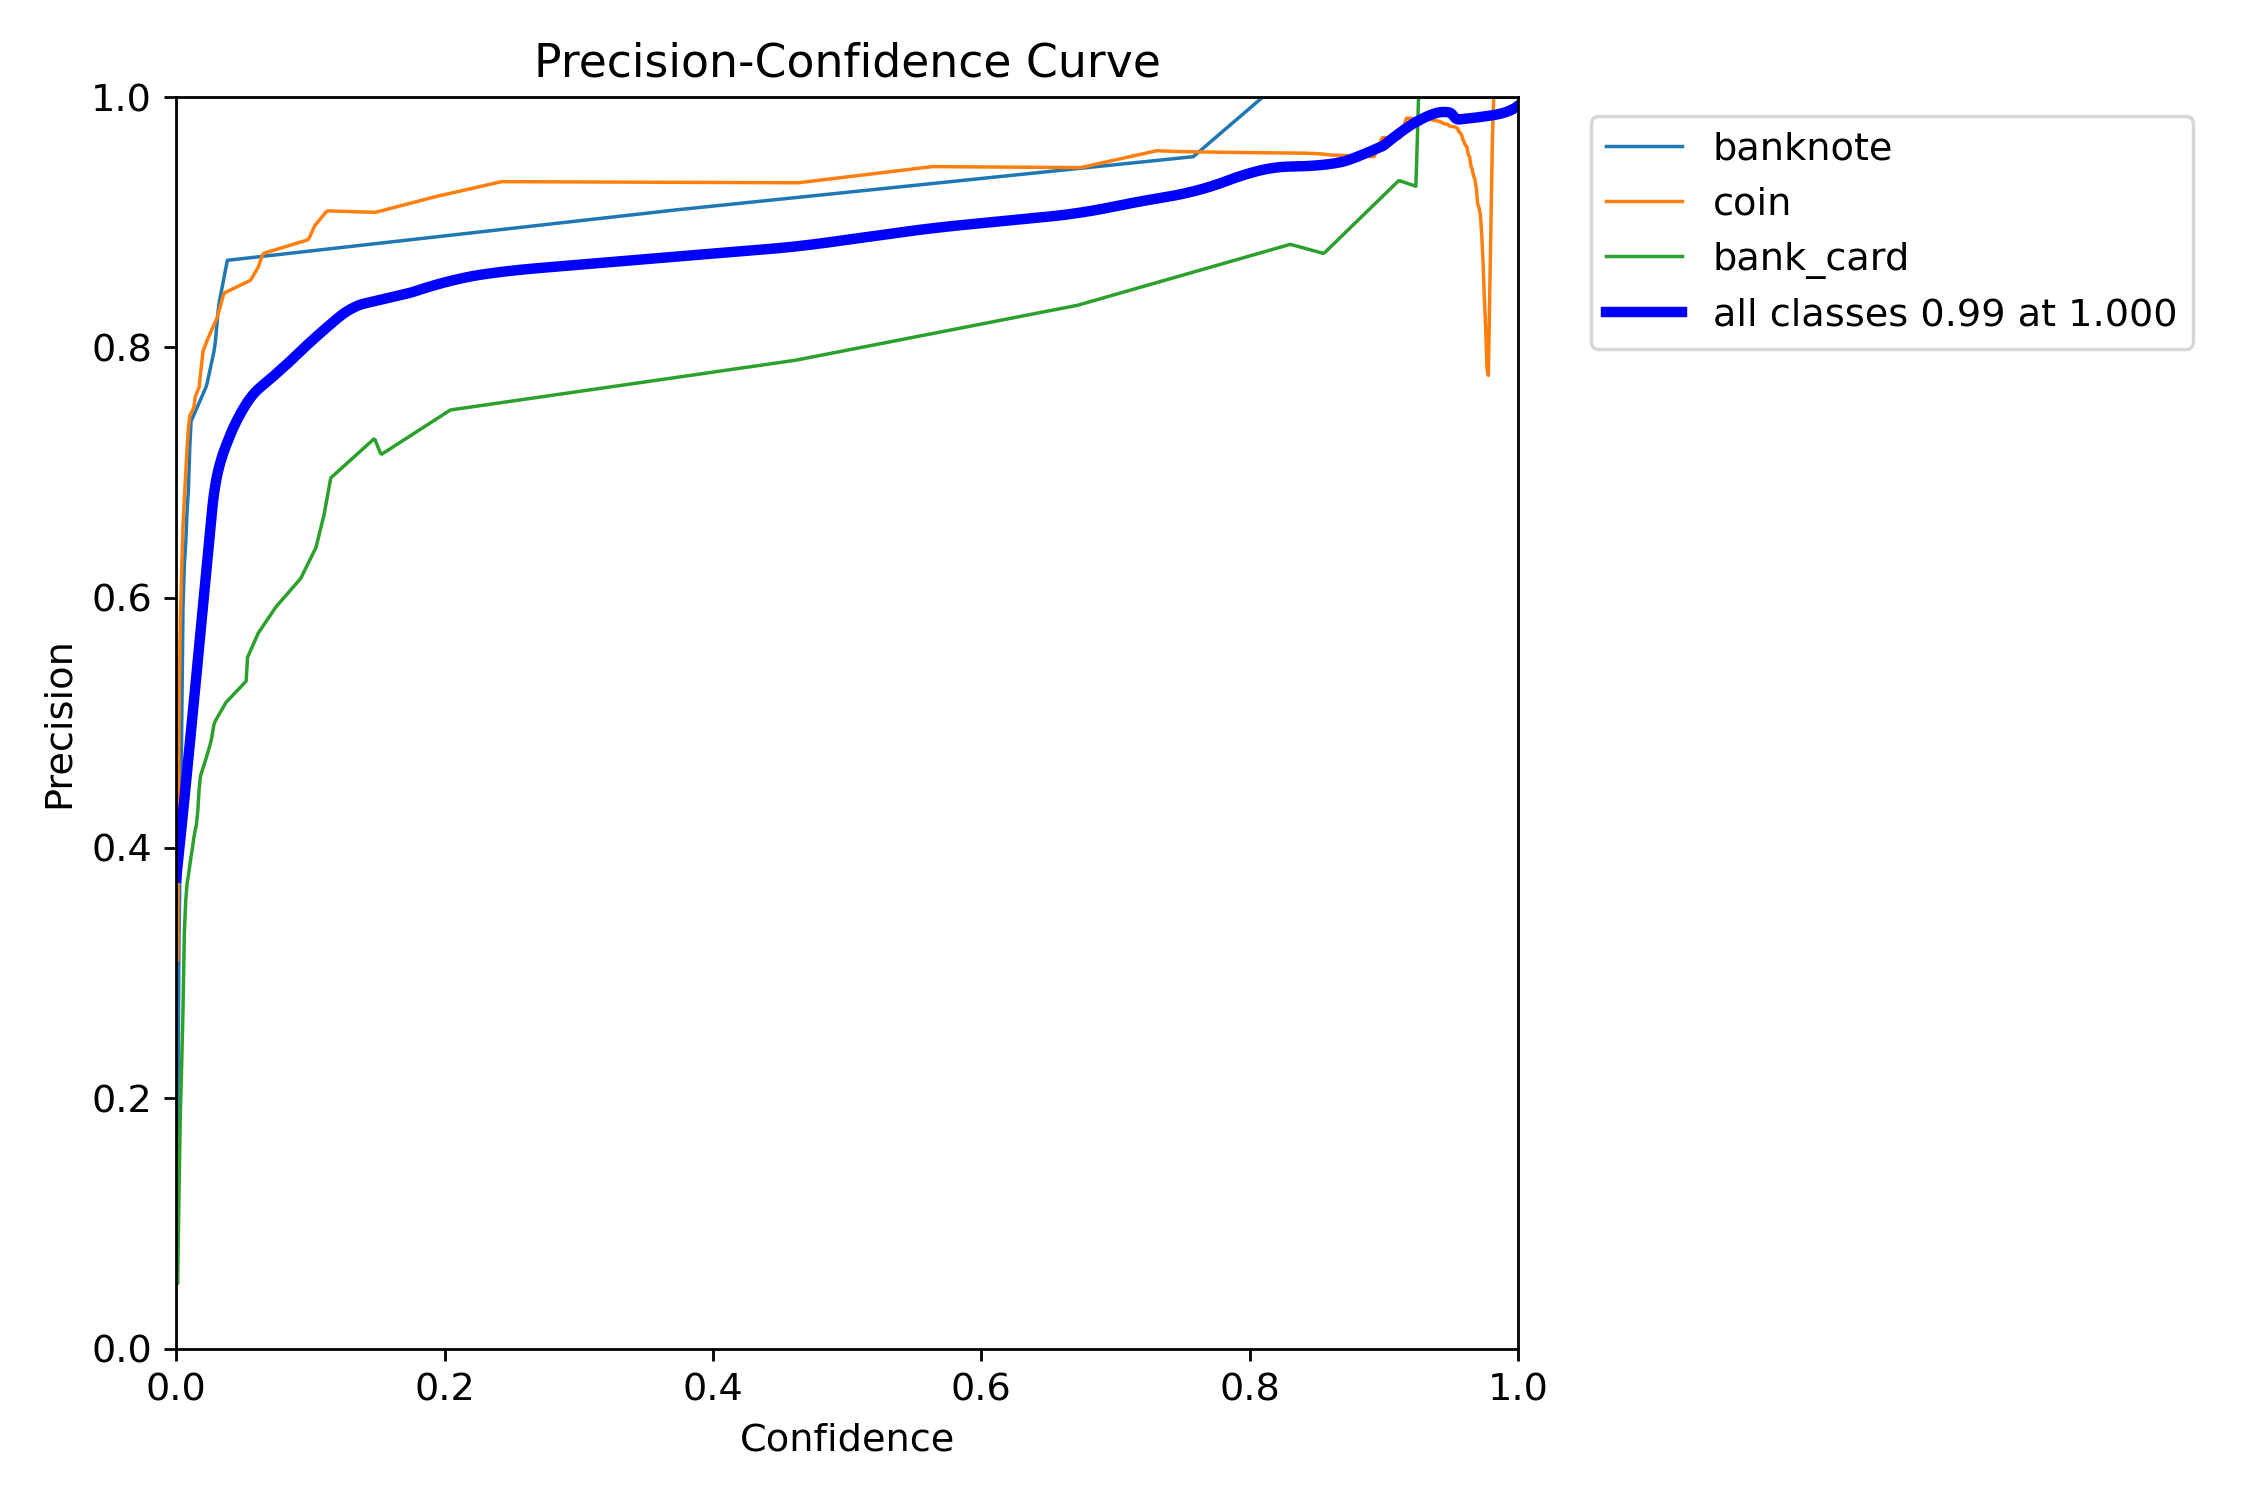 Precision-Confidence Curve
1.0
0.8
0.6
0.4
0.2
0.0
Precision
0.0 0.2 0.4 0.6 0.8 1.0
Confidence
banknote
coin
bank_card
all classes 0.99 at 1.000